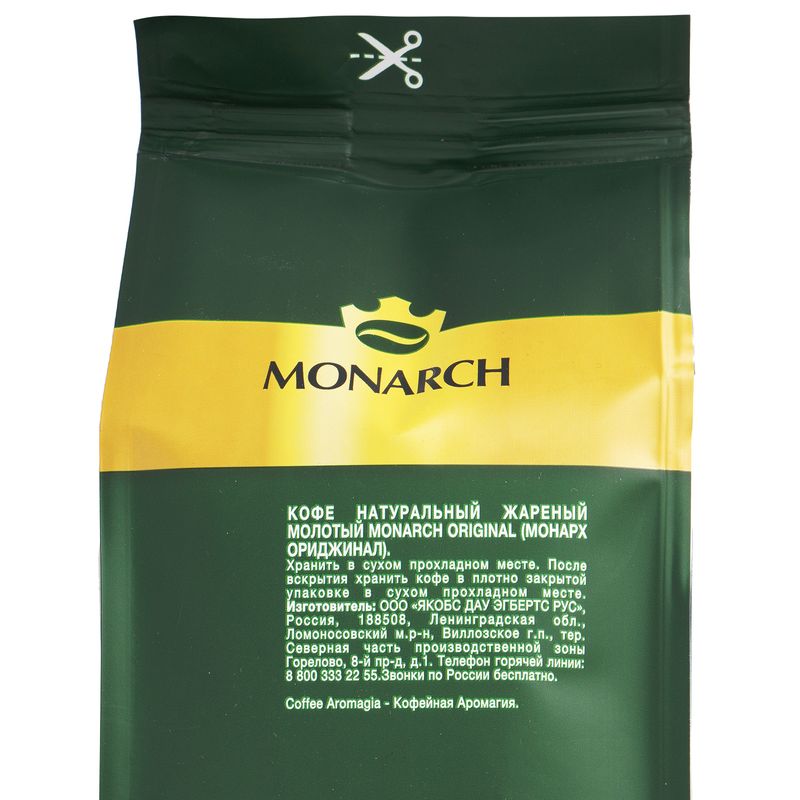 MONARCH
КОФЕ НАТУРАЛЬНЫЙ ЖАРЕНЫЙ
МОЛОТЫЙ MONARCH ORIGINAL (МОНАРХ
ОРИДЖИНАЛ).
Хранить в сухом прохладном месте. После
вскрытия хранить кофе в плотно закрытой
упаковке в сухом прохладном месте.
Изготовитель: ООО «ЯКОБС ДАУ ЭГБЕРТС РУС»,
Россия, 188508, Ленинградская обл.,
Ломоносовский м.р-н, Виллозское г.п., тер.
Северная часть производственной зоны
Горелово, 8-й пр-д, д.1. Телефон горячей линии:
8 800 333 22 55.Звонки по России бесплатно.
Coffee Aromagia - Кофейная Аромагия.